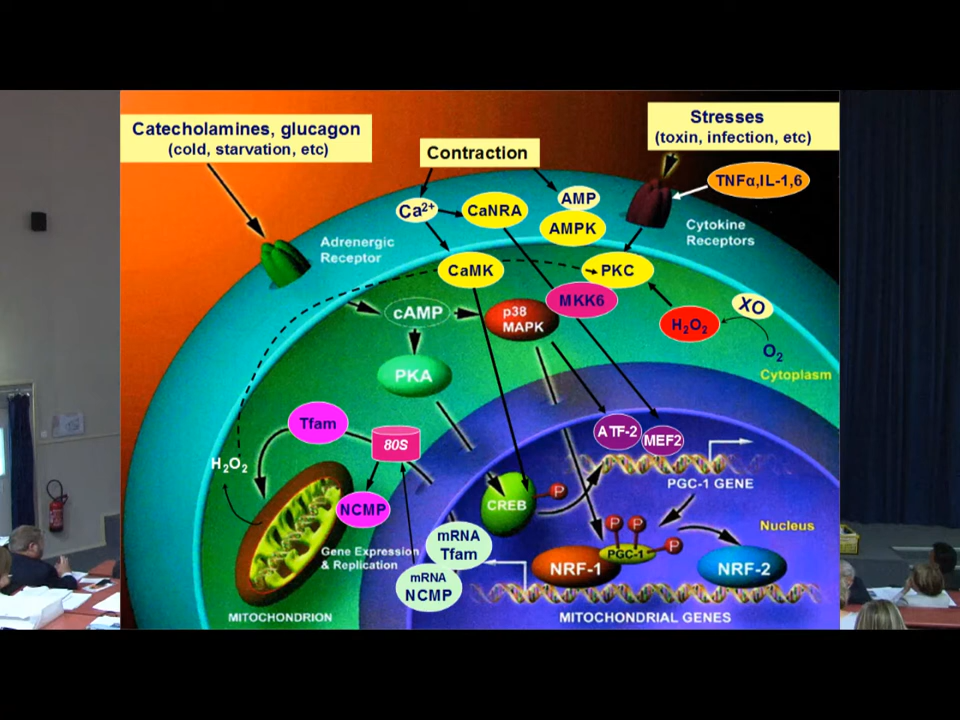 Catecholamines, glucagon
(cold, starvation, etc)
Contraction
Stresses
(toxin, infection, etc)
TNFα,IL-1,6
Ca2+
CaNRA
AMP
AMPK
Cytokine
Receptors
Adrenergic
Receptor
CaMK
PKC
MKK6
cAMP
p38
MAPK
H2O2
XO
O2
Cytoplasm
PKA
Tfam
80S
ATF-2
MEF2
H2O2
PGC-1 GENE
NCMP
CREB
P
mRNA
Tfam
Gene Expression
& Replication
P
P
P
PGC-1
Nucleus
NRF-1
NRF-2
mRNA
NCMP
MITOCHONDRION
MITOCHONDRIAL GENES